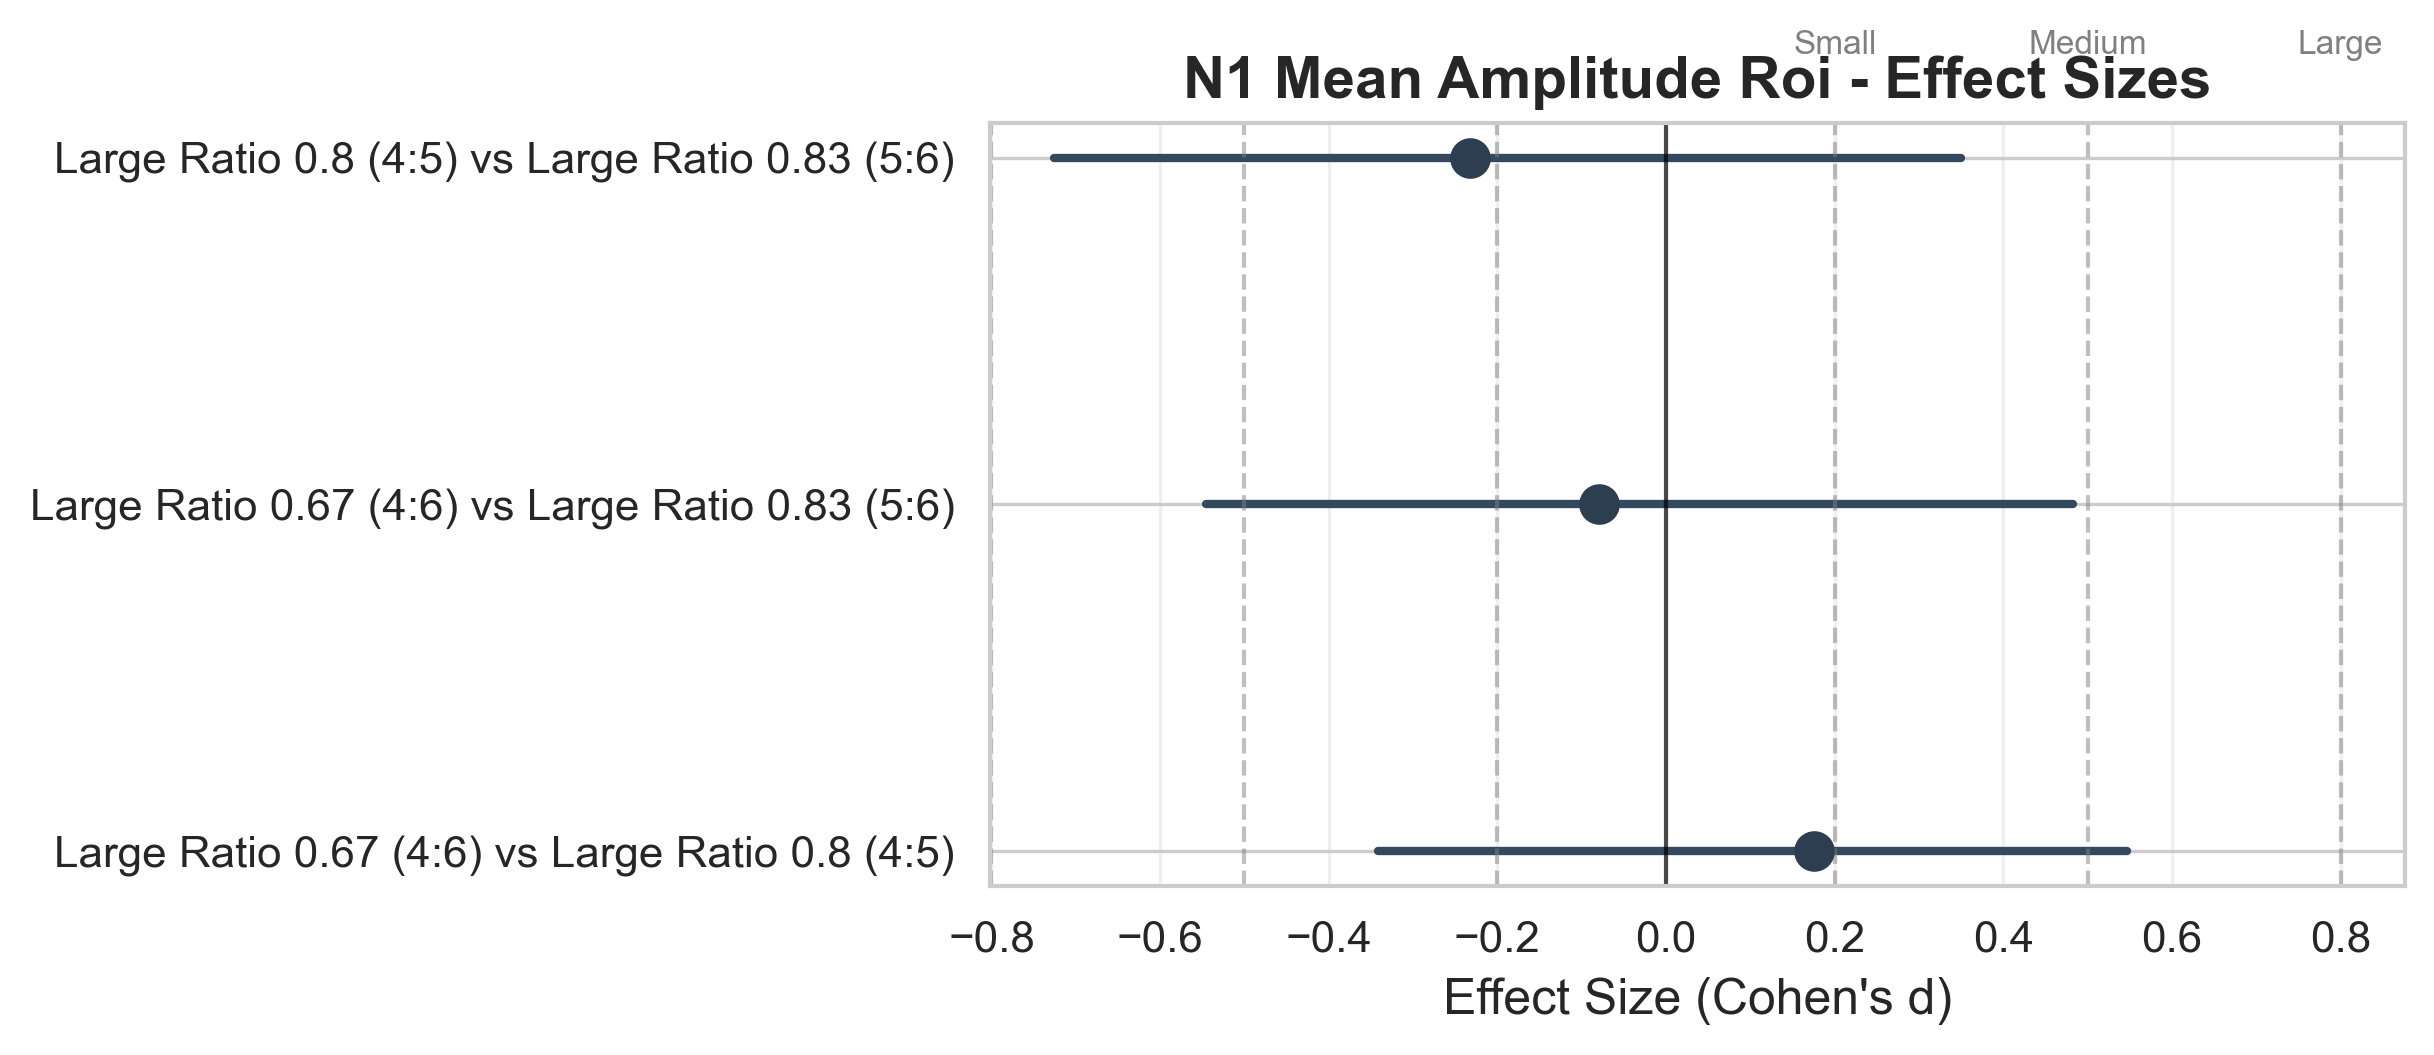 Small Medium Large
N1 Mean Amplitude Roi - Effect Sizes
Large Ratio 0.8 (4:5) vs Large Ratio 0.83 (5:6)
Large Ratio 0.67 (4:6) vs Large Ratio 0.83 (5:6)
Large Ratio 0.67 (4:6) vs Large Ratio 0.8 (4:5)
−0.8 −0.6 −0.4 −0.2 0.0 0.2 0.4 0.6 0.8
Effect Size (Cohen's d)